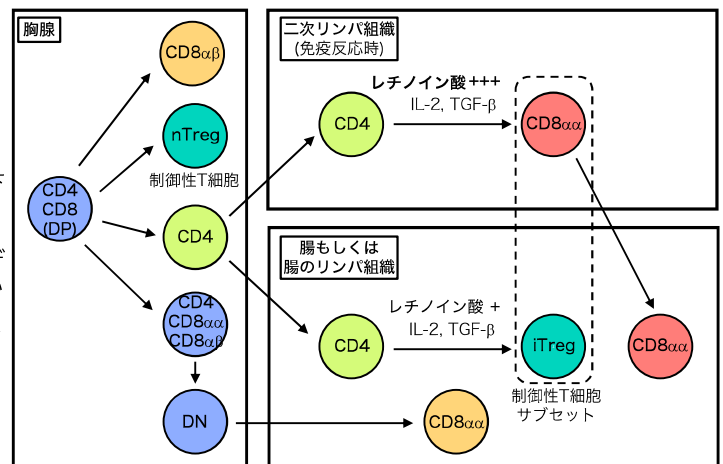 胸腺
CD8αβ
nTreg
制御性T細胞
CD4
CD8
(DP)
CD4
CD4
CD8αα
CD8αβ
DN
二次リンパ組織
(免疫反応時)
レチノイン酸 +++
IL-2, TGF-β
CD4
CD8αα
腸もしくは
腸のリンパ組織
レチノイン酸 +
IL-2, TGF-β
CD4
iTreg
CD8αα
制御性T細胞
サブセット
CD8αα